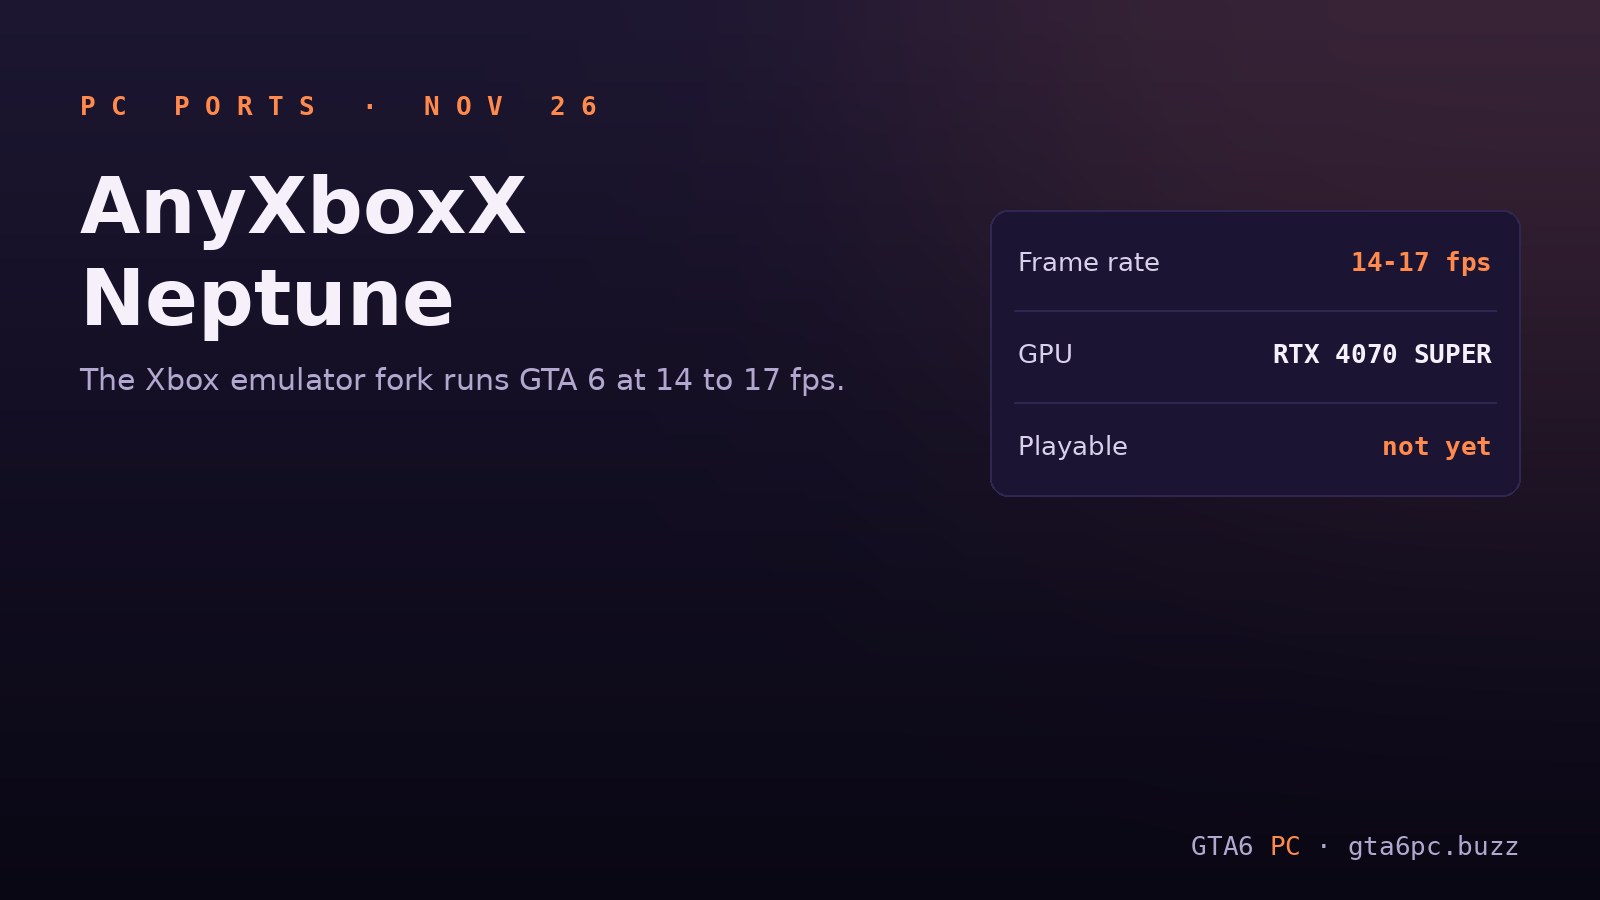 PC PORTS · NOV 26
AnyXboxX
Neptune
The Xbox emulator fork runs GTA 6 at 14 to 17 fps.
Frame rate 14-17 fps
GPU RTX 4070 SUPER
Playable not yet
GTA6 PC · gta6pc.buzz